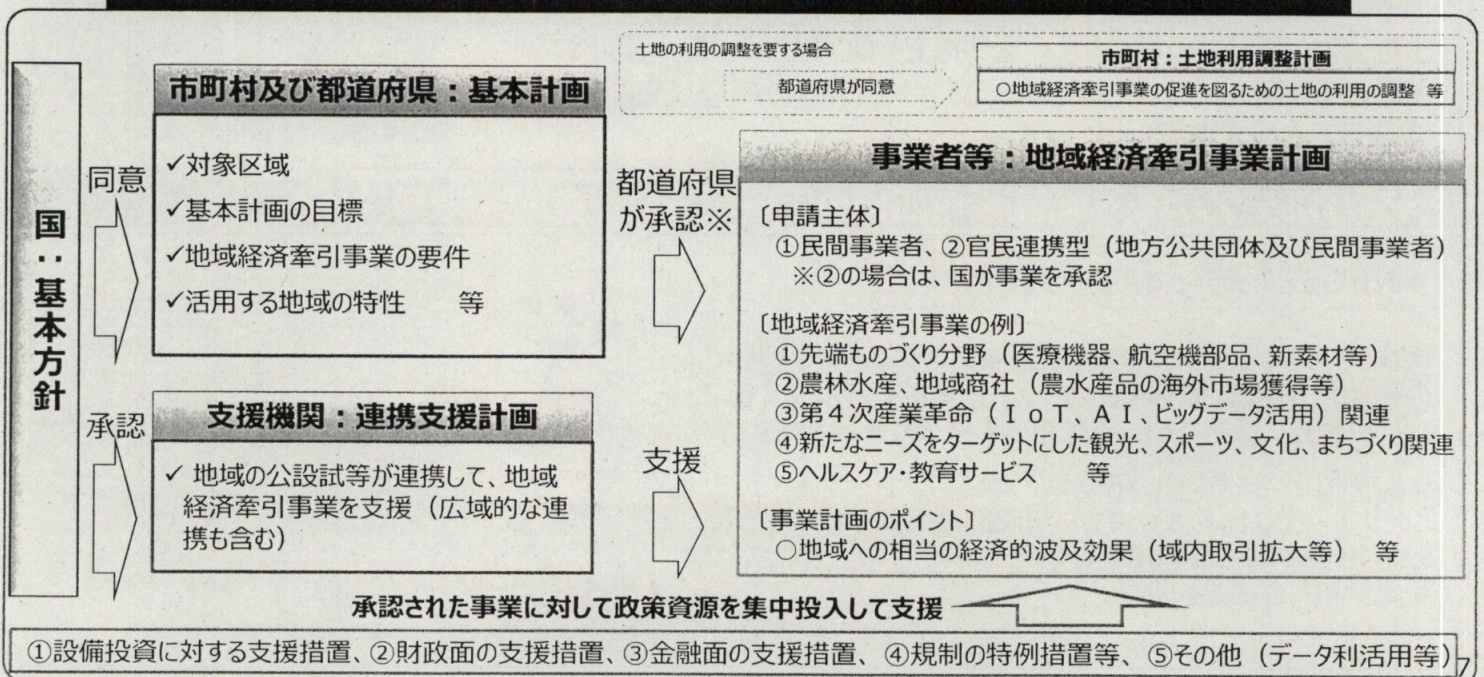 国：基本方針
同意
市町村及び都道府県：基本計画
✓対象区域
✓基本計画の目標
✓地域経済牽引事業の要件
✓活用する地域の特性　　等
承認
支援機関：連携支援計画
✓ 地域の公設試等が連携して、地域
経済牽引事業を支援（広域的な連
携も含む）
土地の利用の調整を要する場合
都道府県が同意
市町村：土地利用調整計画
○地域経済牽引事業の促進を図るための土地の利用の調整 等
都道府県
が承認※
支援
事業者等：地域経済牽引事業計画
〔申請主体〕
①民間事業者、②官民連携型（地方公共団体及び民間事業者）
※②の場合は、国が事業を承認
〔地域経済牽引事業の例〕
①先端ものづくり分野（医療機器、航空機部品、新素材等）
②農林水産、地域商社（農水産品の海外市場獲得等）
③第４次産業革命（ＩｏＴ、ＡＩ、ビッグデータ活用）関連
④新たなニーズをターゲットにした観光、スポーツ、文化、まちづくり関連
⑤ヘルスケア・教育サービス　　等
〔事業計画のポイント〕
○地域への相当の経済的波及効果（域内取引拡大等）　等
承認された事業に対して政策資源を集中投入して支援
①設備投資に対する支援措置、②財政面の支援措置、③金融面の支援措置、④規制の特例措置等、⑤その他（データ利活用等）
7